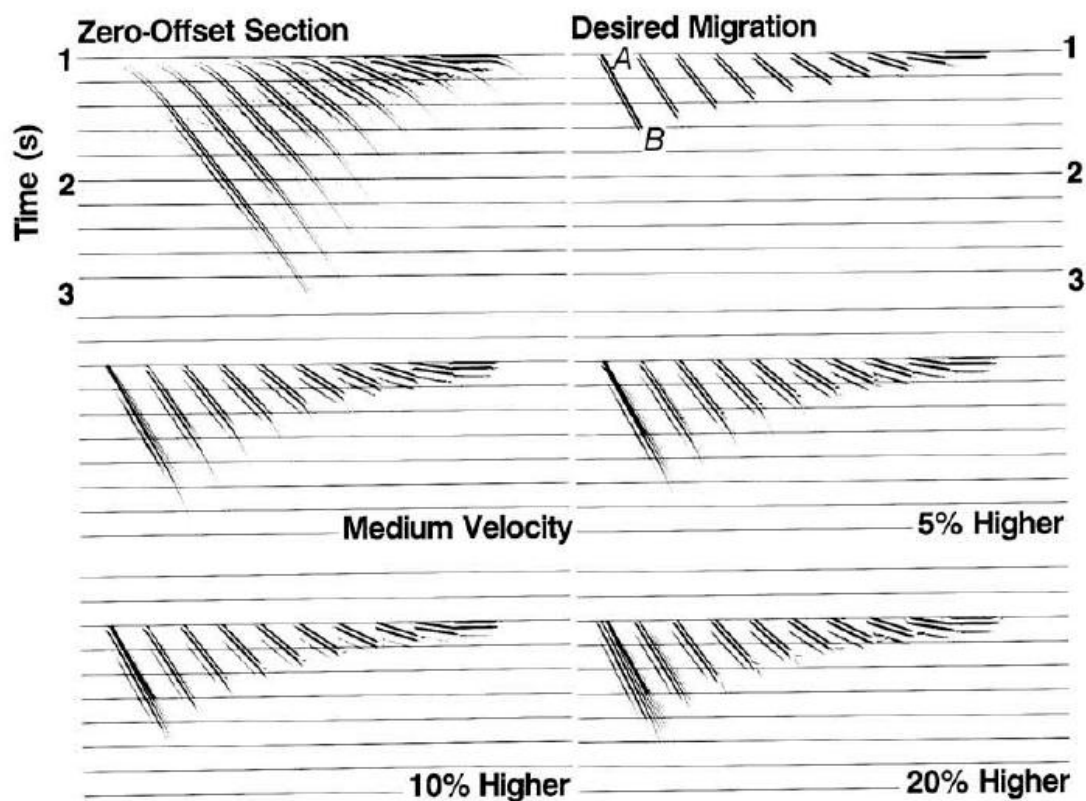 Zero-Offset Section
Desired Migration
1
A
1
B
Time (s)
2
2
3
3
Medium Velocity
5% Higher
10% Higher
20% Higher